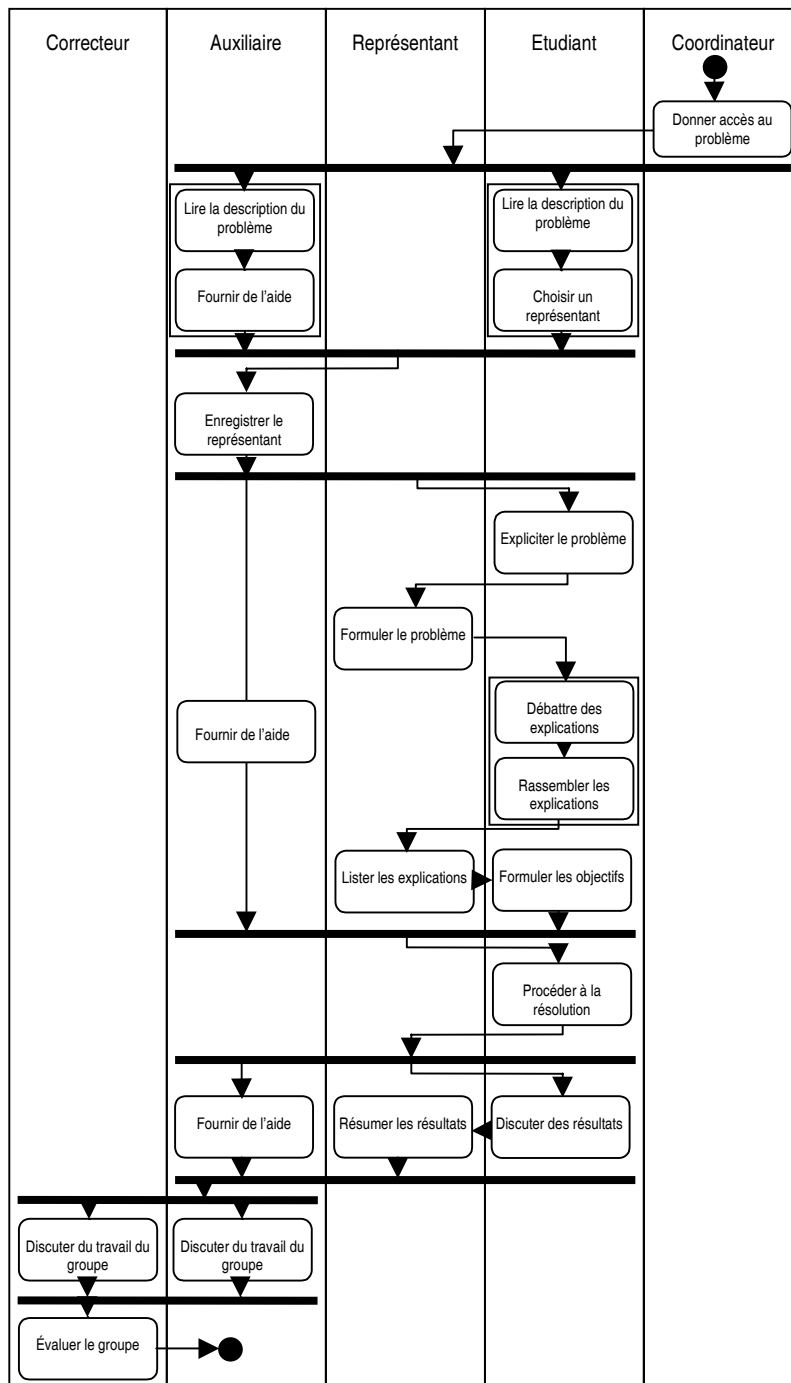 Correcteur
Auxiliaire
Représentant
Etudiant
Coordinateur
Donner accès au
problème
Lire la description du
problème
Lire la description du
problème
Fournir de l'aide
Choisir un
représentant
Enregistrer le
représentant
Expliciter le problème
Formuler le problème
Débattre des
explications
Fournir de l'aide
Rassembler les
explications
Lister les explications
Formuler les objectifs
Procéder à la
résolution
Fournir de l'aide
Résumer les résultats
Discuter des résultats
Discuter du travail du
groupe
Discuter du travail du
groupe
Évaluer le groupe